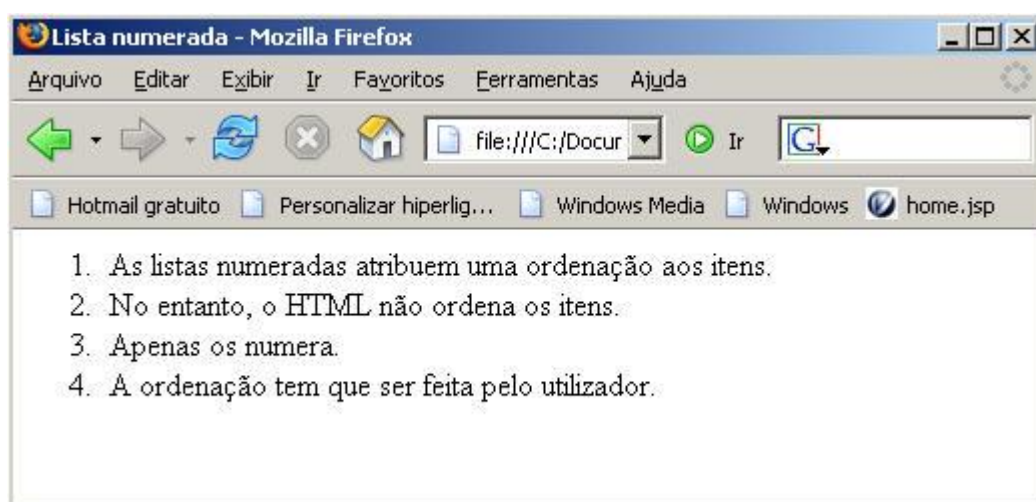 Lista numerada - Mozilla Firefox
Arquivo Editar Exibir Ir Favoritos Ferramentas Ajuda
file:///C:/Docur Ir G
Hotmail gratuito Personalizar hiperlig... Windows Media Windows home.jsp
1. As listas numeradas atribuem uma ordenação aos itens.
2. No entanto, o HTML não ordena os itens.
3. Apenas os numera.
4. A ordenação tem que ser feita pelo utilizador.